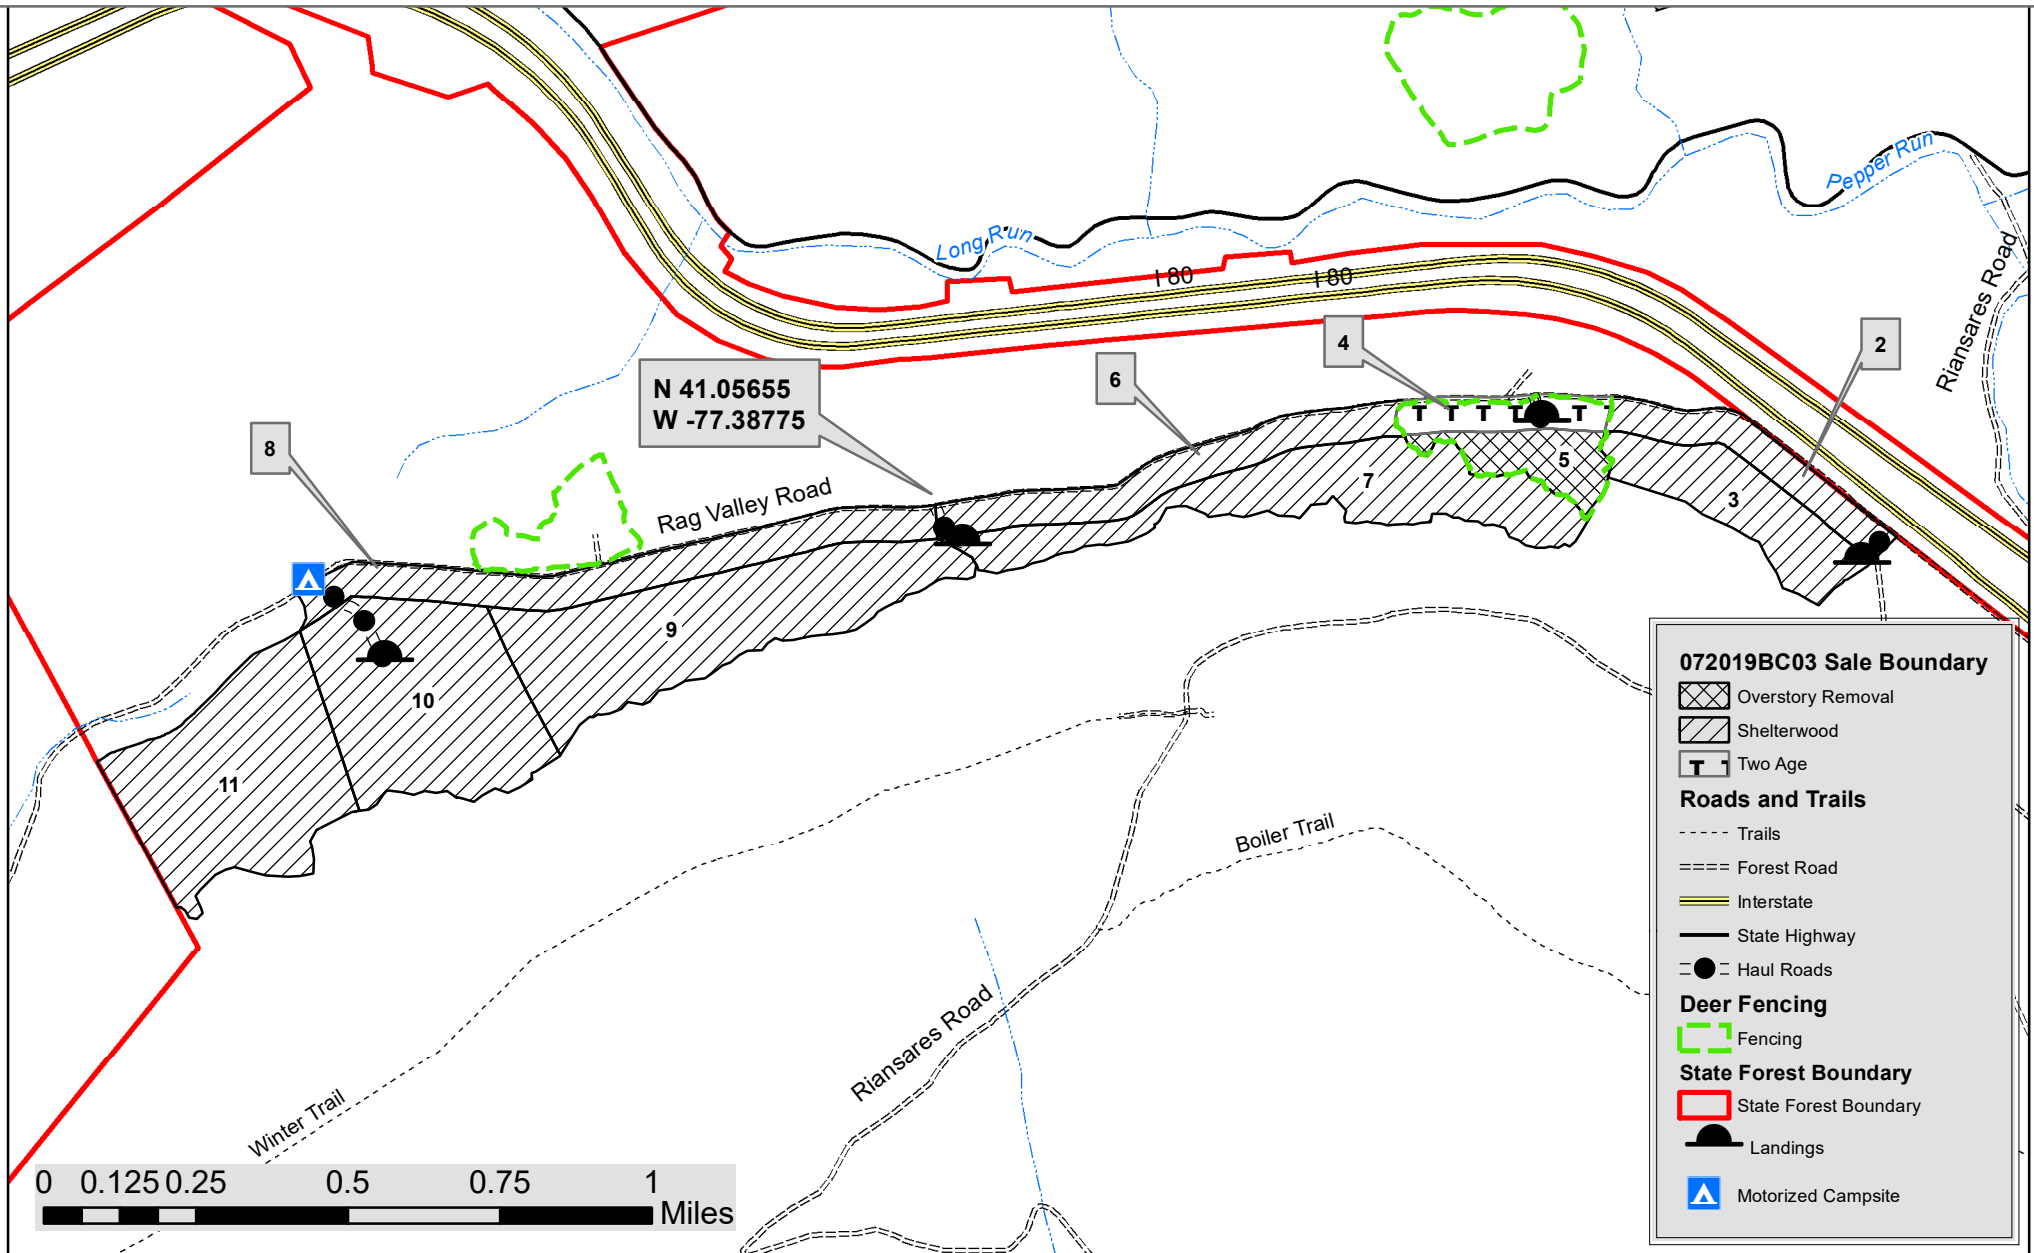 Pepper Run
Long Run
Riansares Road
I 80
I 80
4
2
N 41.05655
W -77.38775
6
8
5
7
3
Rag Valley Road
9
10
11
Boiler Trail
Riansares Road
Winter Trail
0 0.125 0.25 0.5 0.75 1
Miles
072019BC03 Sale Boundary
Overstory Removal
Shelterwood
T
Two Age
Roads and Trails
Trails
Forest Road
Interstate
State Highway
Haul Roads
Deer Fencing
Fencing
State Forest Boundary
State Forest Boundary
Landings
Motorized Campsite